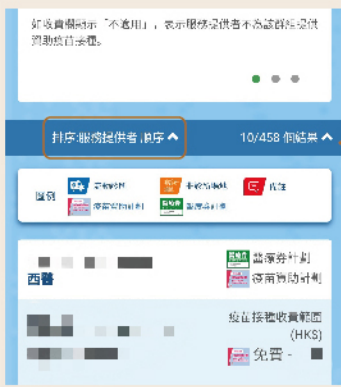 如收費欄顯示「不適用」，表示服務提供者不為該群組提供
資助疫苗接種。
排序:服務提供者順序
10/458 個結果
圖例
疫苗資助計劃
醫療券計劃
西醫
醫療券計劃
疫苗資助計劃
疫苗接種收費範圍
(HK$)
免費 -